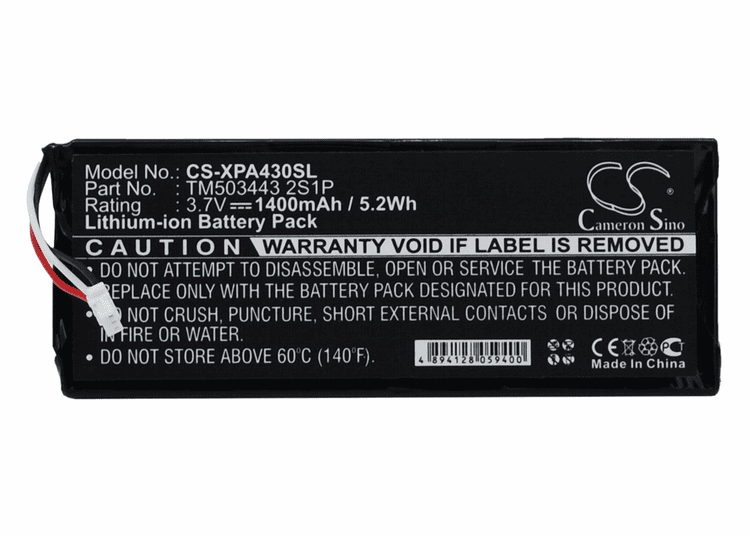 Model No.: CS-XPA430SL
Part No. : TM503443 2S1P
Rating : 3.7V 1400mAh / 5.2Wh
Lithium-ion Battery Pack
CS
Cameron Sino
CAUTION WARRANTY VOID IF LABEL IS REMOVED
• DO NOT ATTEMPT TO DISASSEMBLE, OPEN OR SERVICE THE BATTERY PACK.
REPLACE ONLY WITH THE BATTERY PACK DESIGNATED FOR THIS PRODUCT.
• DO NOT CRUSH, PUNCTURE, SHORT EXTERNAL CONTACTS OR DISPOSE OF
IN FIRE OR WATER.
• DO NOT STORE ABOVE 60°C (140°F)
4 894128 059400
CE
Made In China